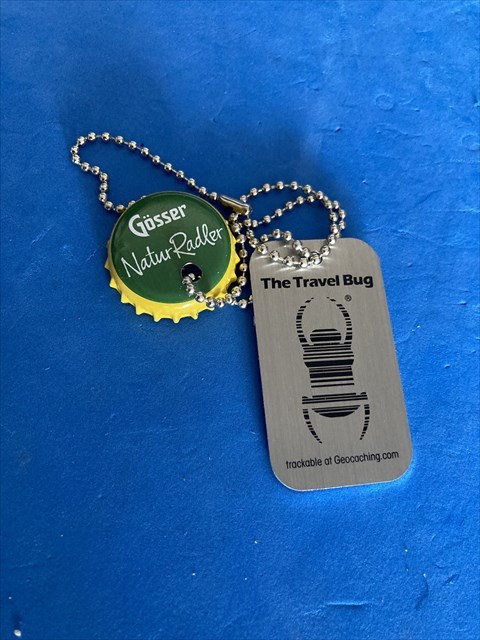 Gösser
NaturRadler
The Travel Bug
®
trackable at Geocaching.com